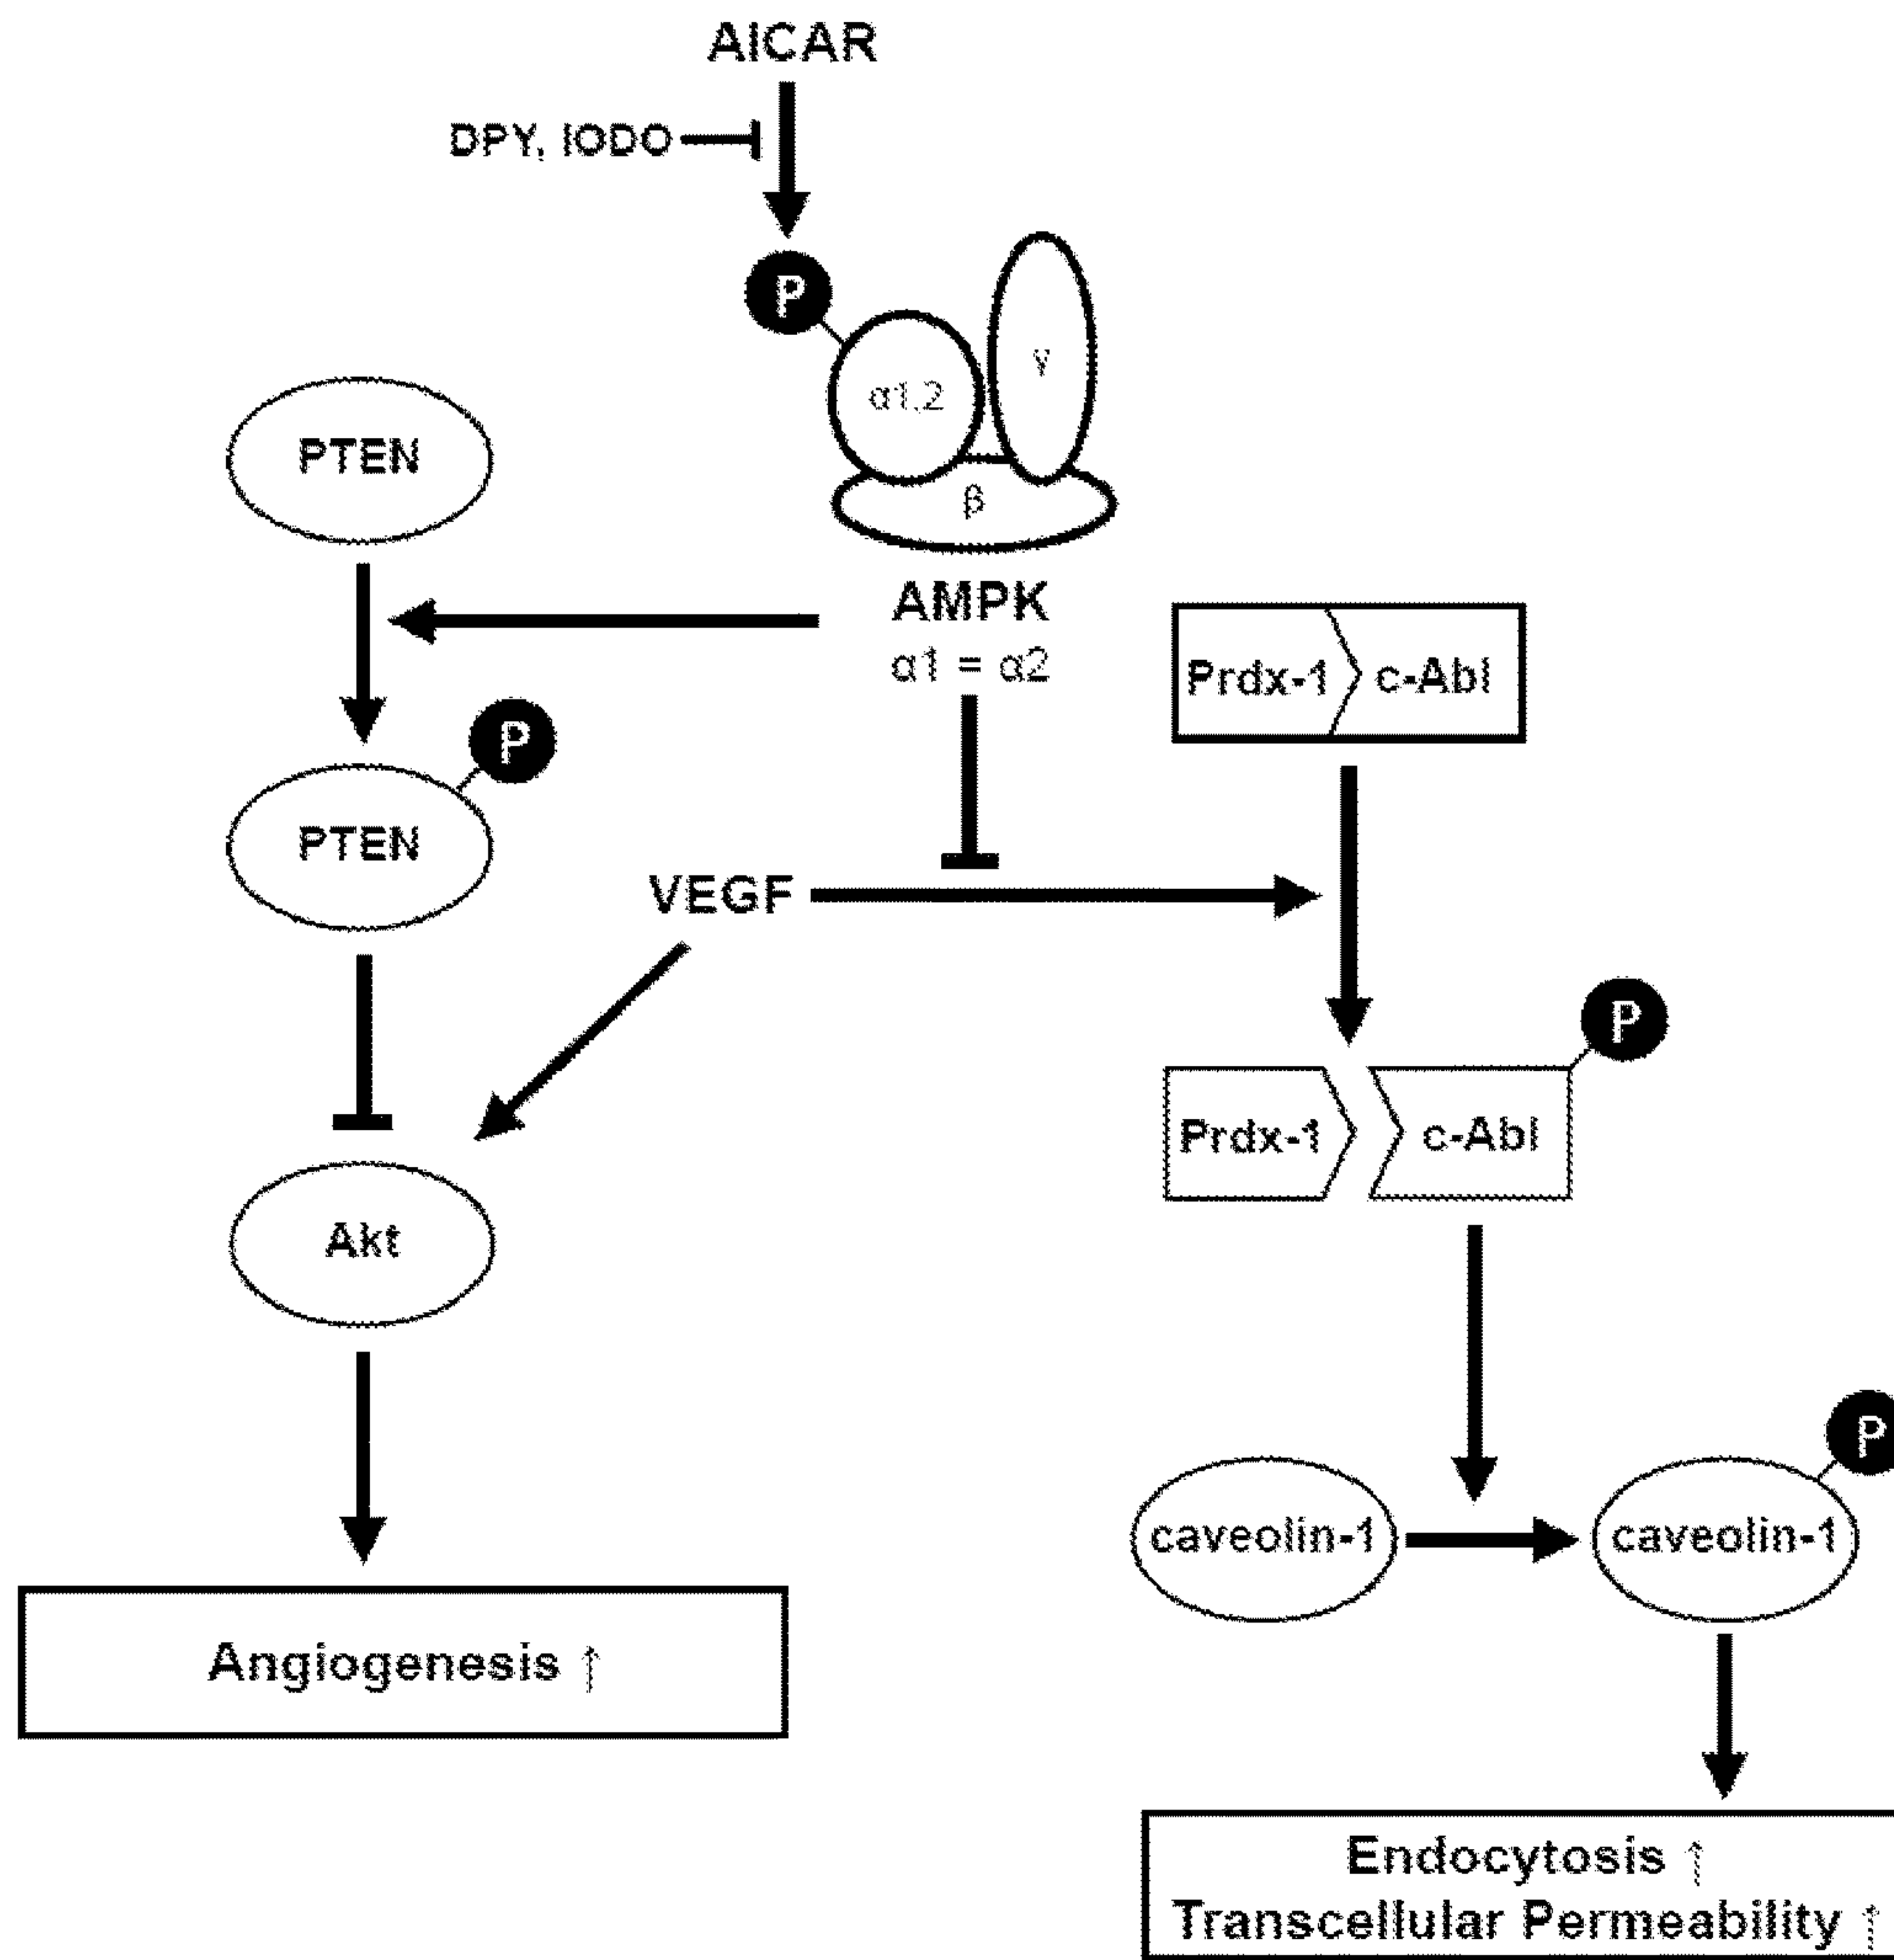 AICAR
DPY, IODO
P
α1,2
γ
β
PTEN
AMPK
α1 = α2
Prdx-1
c-Abl
P
PTEN
VEGF
P
Prdx-1
c-Abl
Akt
P
caveolin-1
caveolin-1
Angiogenesis ↑
Endocytosis ↑
Transcellular Permeability ↑